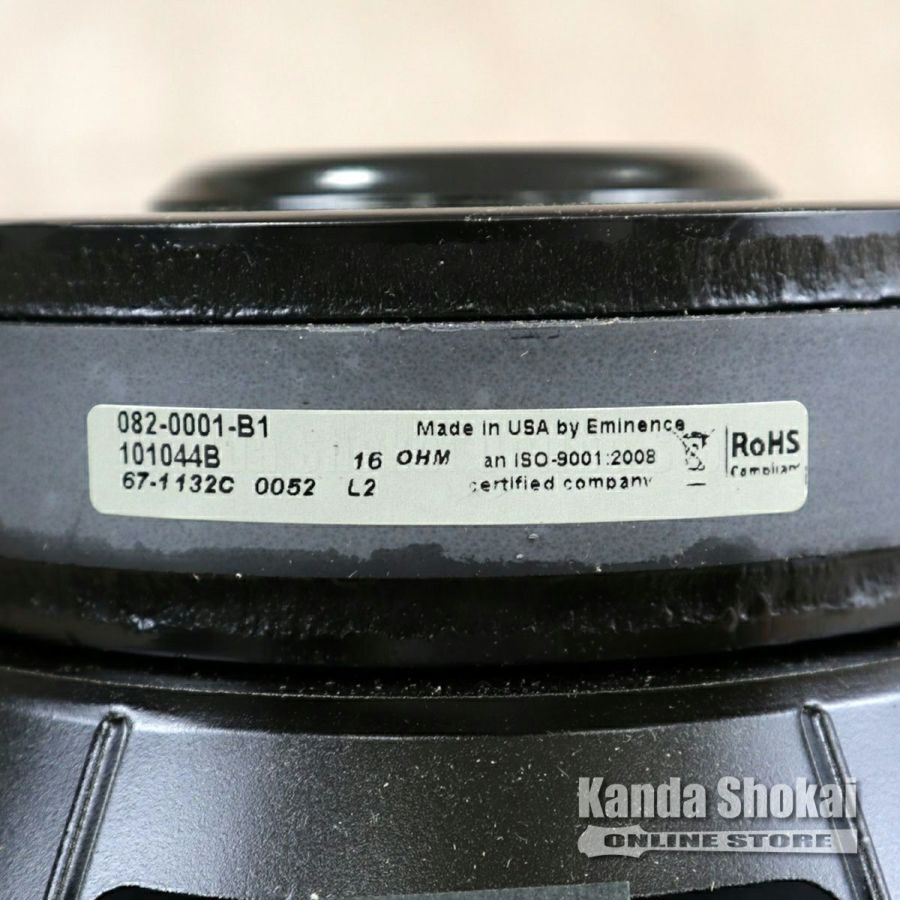 082-0001-B1
101044B
16 OHM
67-1132C 0052 L2
Made in USA by Eminence
an ISO-9001:2008
certified company
RoHS
Compliant
Kanda Shokai
ONLINE STORE